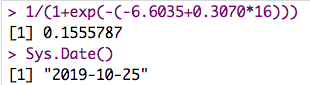 > 1/(1+exp(-(-6.6035+0.3070*16)))
[1] 0.1555787
> Sys.Date()
[1] "2019-10-25"